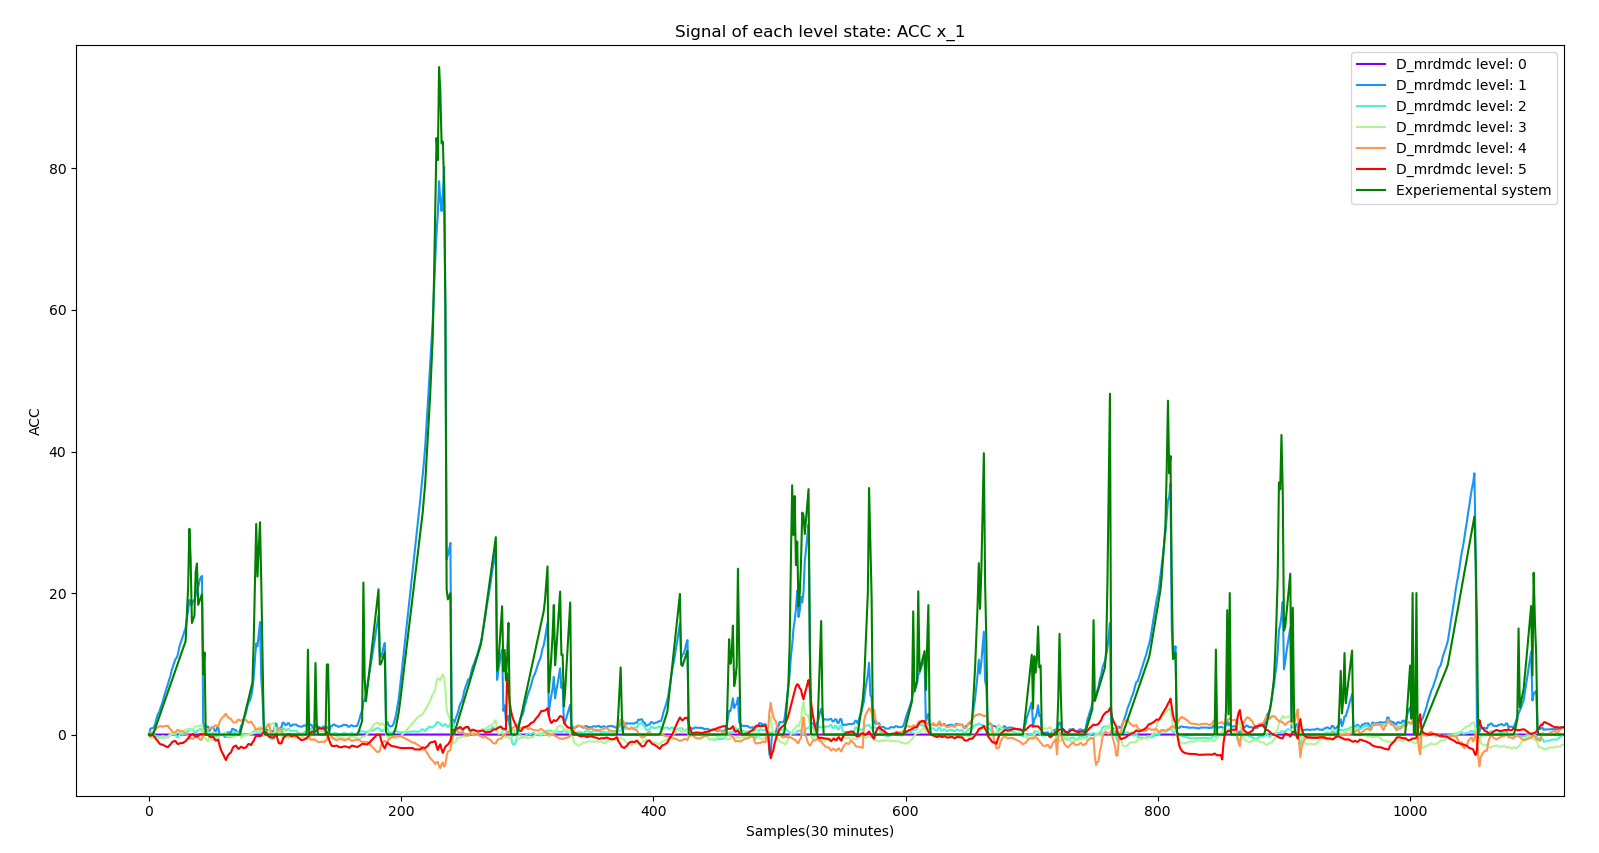 Signal of each level state: ACC x_1
D_mrdmdc level: 0
D_mrdmdc level: 1
D_mrdmdc level: 2
D_mrdmdc level: 3
D_mrdmdc level: 4
D_mrdmdc level: 5
Experiemental system
80
60
40
20
0
ACC
0 200 400 600 800 1000
Samples(30 minutes)